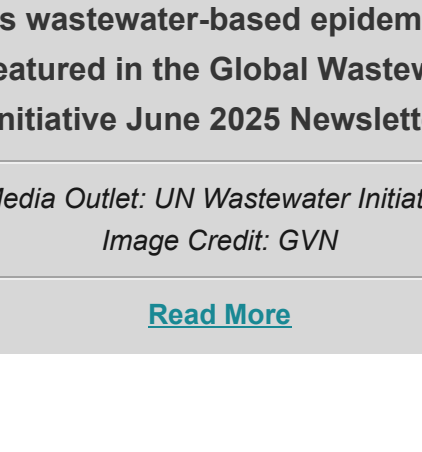 s wastewater-based epidem
eatured in the Global Wastew
nitiative June 2025 Newslett
Media Outlet: UN Wastewater Initiat
Image Credit: GVN
Read More